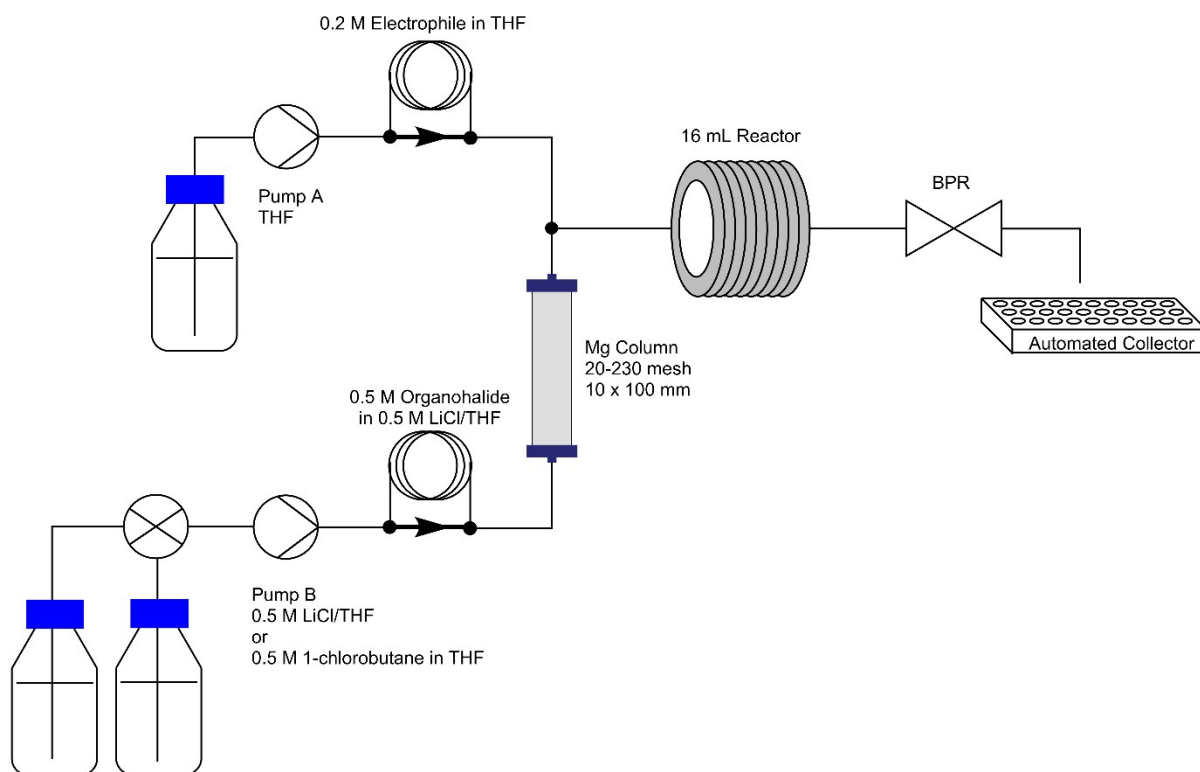 0.2 M Electrophile in THF
Pump A
THF
16 mL Reactor
BPR
Automated Collector
Mg Column
20-230 mesh
10 x 100 mm
0.5 M Organohalide
in 0.5 M LiCl/THF
Pump B
0.5 M LiCl/THF
or
0.5 M 1-chlorobutane in THF